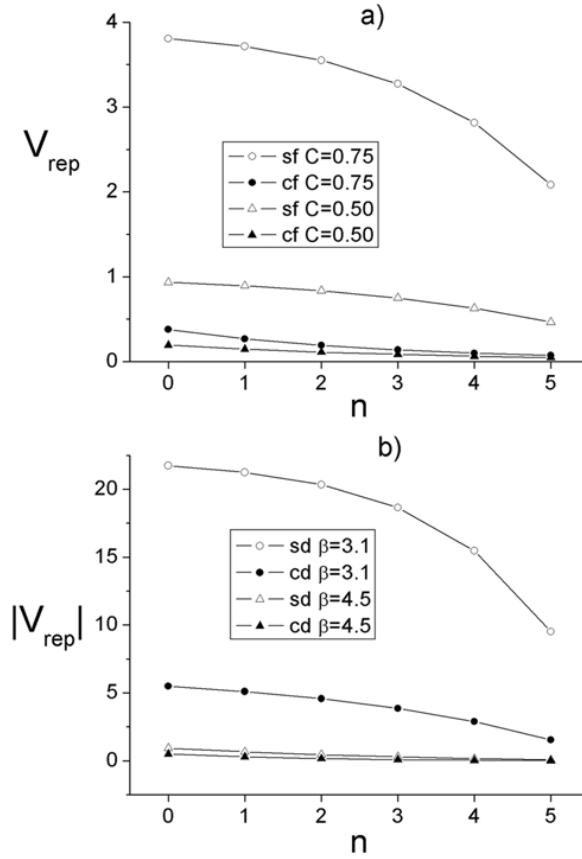 a)
4
3
2
1
0
V_rep
sf C=0.75
cf C=0.75
sf C=0.50
cf C=0.50
0 1 2 3 4 5
n
b)
20
15
10
5
0
|V_rep|
sd β=3.1
cd β=3.1
sd β=4.5
cd β=4.5
0 1 2 3 4 5
n